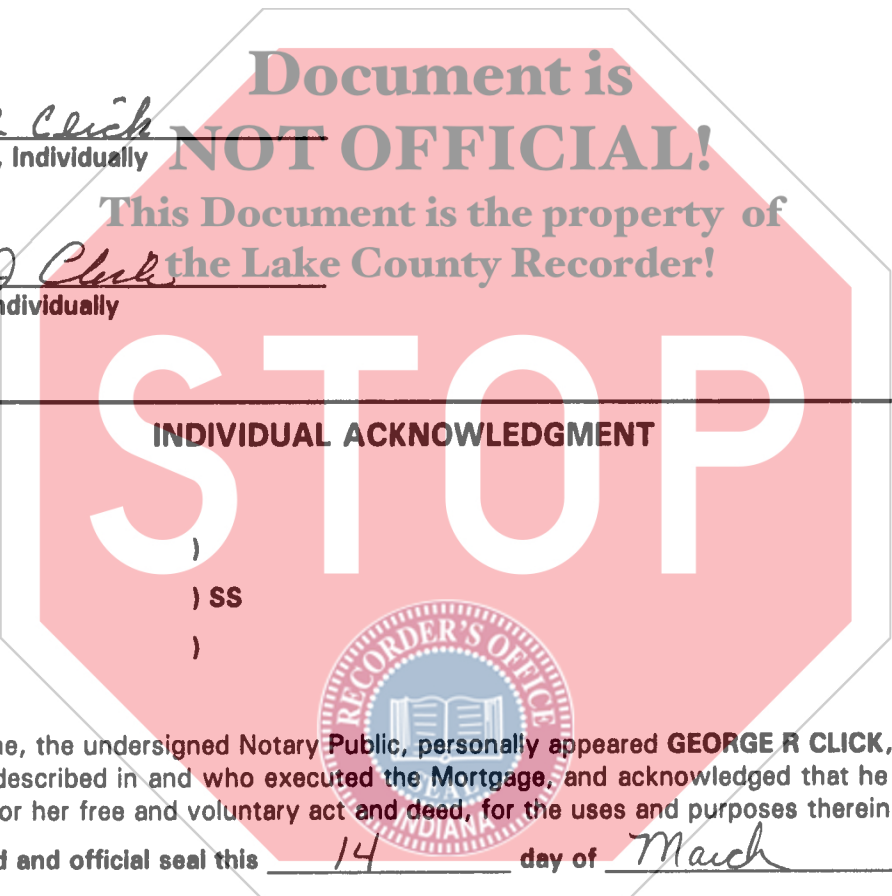 Document is
Click
NOT OFFICIAL!
, Individually
This Document is the property of
Click
the Lake County Recorder!
ndividually
STOP
INDIVIDUAL ACKNOWLEDGMENT
)
) SS
)
RECORDER'S OFFICE
SEAL
INDIANA
e, the undersigned Notary Public, personally appeared GEORGE R CLICK,
described in and who executed the Mortgage, and acknowledged that he
or her free and voluntary act and deed, for the uses and purposes therein
d and official seal this 14 day of March